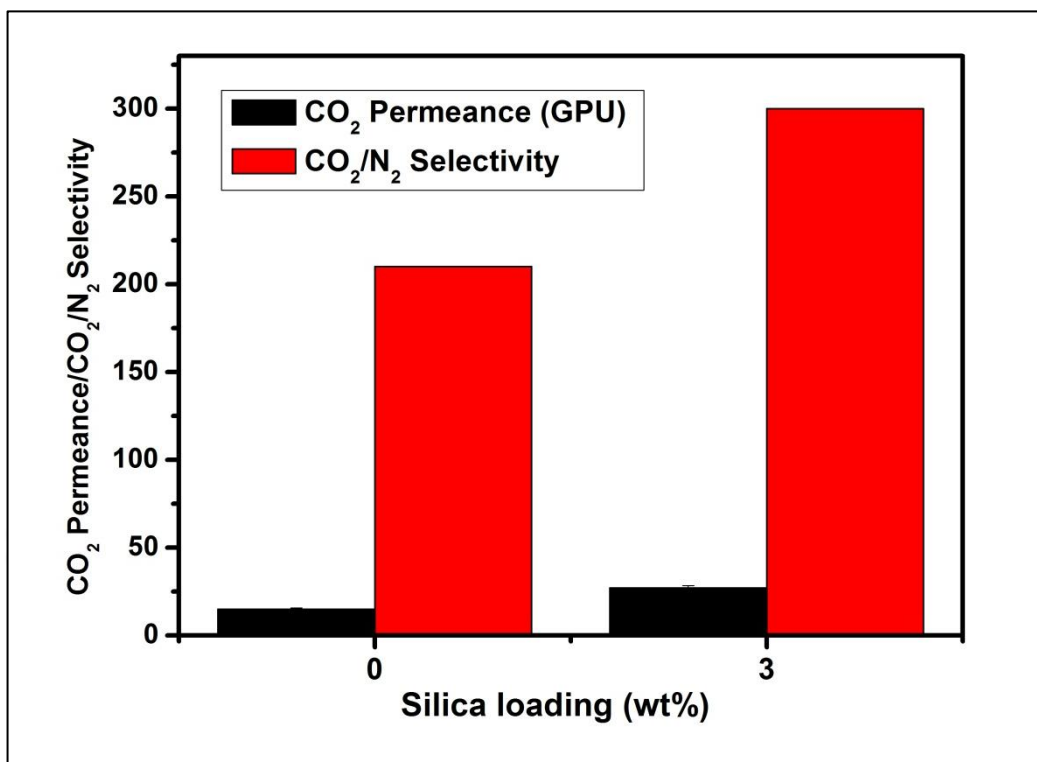 CO₂ Permeance/CO₂/N₂ Selectivity
300
250
200
150
100
50
0
CO₂ Permeance (GPU)
CO₂/N₂ Selectivity
0
3
Silica loading (wt%)